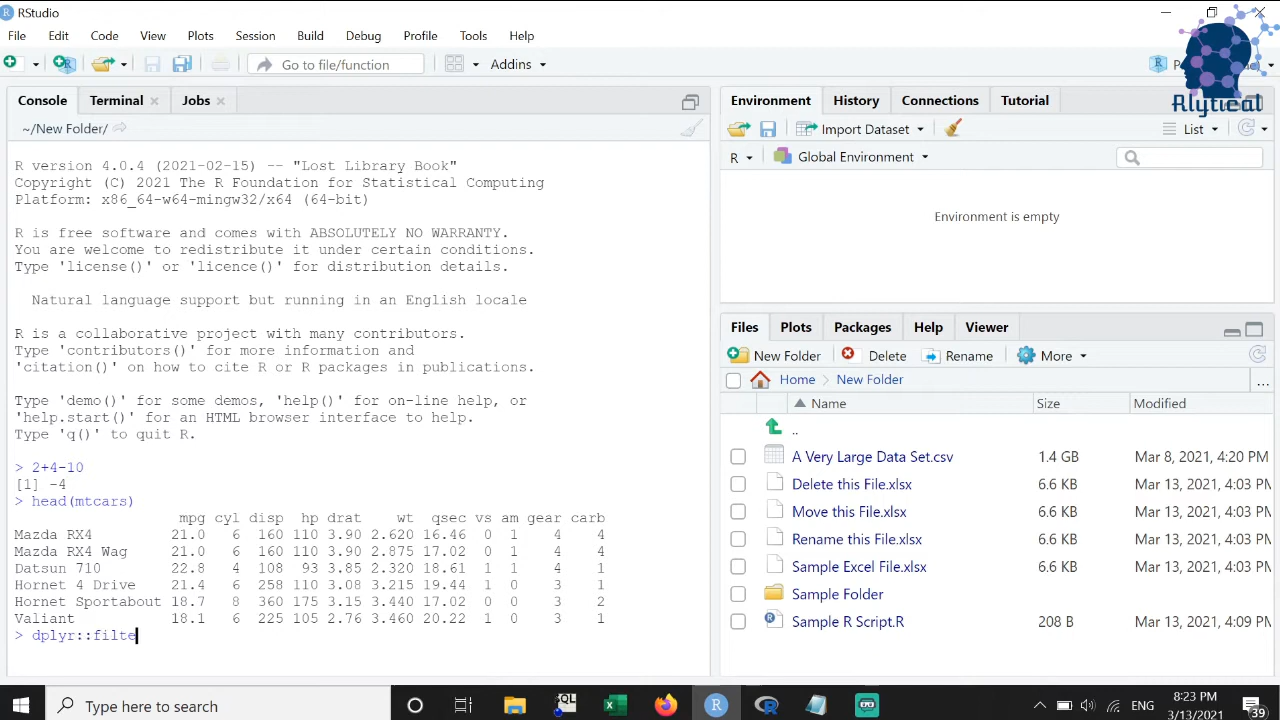 RStudio
File Edit Code View Plots Session Build Debug Profile Tools Help
Go to file/function Addins
Rlytical
Console Terminal Jobs
~/New Folder/
R version 4.0.4 (2021-02-15) -- "Lost Library Book"
Copyright (C) 2021 The R Foundation for Statistical Computing
Platform: x86_64-w64-mingw32/x64 (64-bit)
R is free software and comes with ABSOLUTELY NO WARRANTY.
You are welcome to redistribute it under certain conditions.
Type 'license()' or 'licence()' for distribution details.
Natural language support but running in an English locale
R is a collaborative project with many contributors.
Type 'contributors()' for more information and
'citation()' on how to cite R or R packages in publications.
Type 'demo()' for some demos, 'help()' for on-line help, or
'help.start()' for an HTML browser interface to help.
Type 'q()' to quit R.
> 2+4-10
[1] -4
> head(mtcars)
mpg cyl disp hp drat wt qsec vs am gear carb
Mazda RX4 21.0 6 160 110 3.90 2.620 16.46 0 1 4 4
Mazda RX4 Wag 21.0 6 160 110 3.90 2.875 17.02 0 1 4 4
Datsun 710 22.8 4 108 93 3.85 2.320 18.61 1 1 4 1
Hornet 4 Drive 21.4 6 258 110 3.08 3.215 19.44 1 0 3 1
Hornet Sportabout 18.7 8 360 175 3.15 3.440 17.02 0 0 3 2
Valiant 18.1 6 225 105 2.76 3.460 20.22 1 0 3 1
> dplyr::filte
Environment History Connections Tutorial
Import Dataset List
R Global Environment
Environment is empty
Files Plots Packages Help Viewer
New Folder Delete Rename More
Home New Folder ...
Name Size Modified
..
A Very Large Data Set.csv 1.4 GB Mar 8, 2021, 4:20 PM
Delete this File.xlsx 6.6 KB Mar 13, 2021, 4:03 PM
Move this File.xlsx 6.6 KB Mar 13, 2021, 4:03 PM
Rename this File.xlsx 6.6 KB Mar 13, 2021, 4:03 PM
Sample Excel File.xlsx 6.6 KB Mar 13, 2021, 4:03 PM
Sample Folder
Sample R Script.R 208 B Mar 13, 2021, 4:09 PM
Type here to search
ENG
8:23 PM
3/13/2021
39